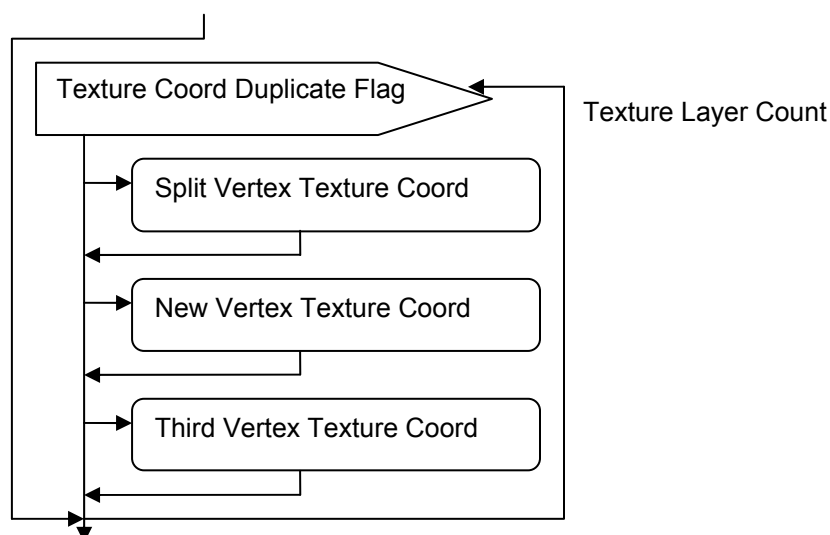 Texture Coord Duplicate Flag
Texture Layer Count
Split Vertex Texture Coord
New Vertex Texture Coord
Third Vertex Texture Coord